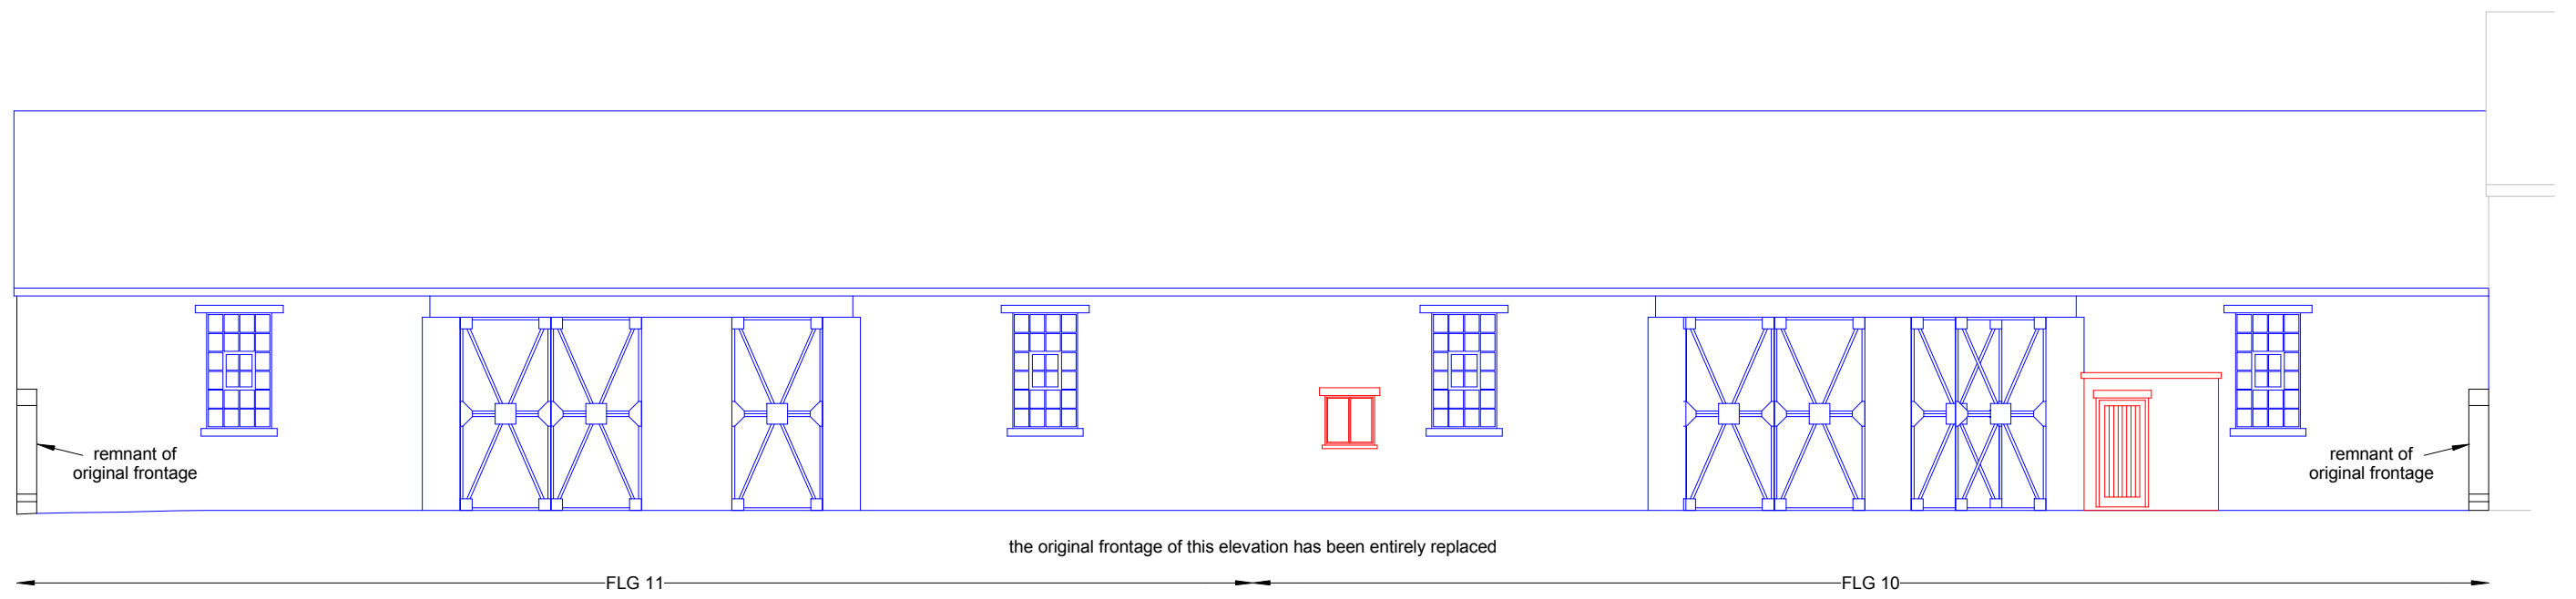 remnant of
original frontage
remnant of
original frontage
the original frontage of this elevation has been entirely replaced
FLG 11
FLG 10